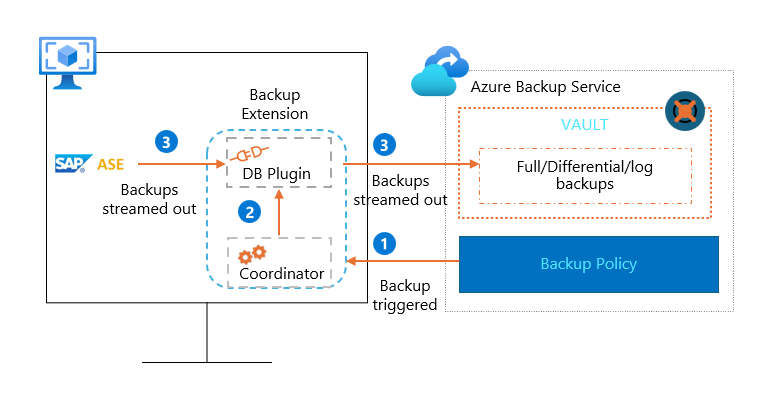 Azure Backup Service
Backup
Extension
VAULT
3
3
SAP® ASE
DB Plugin
Full/Differential/log
backups
Backups
streamed out
Backups
streamed out
2
1
Coordinator
Backup Policy
Backup
triggered